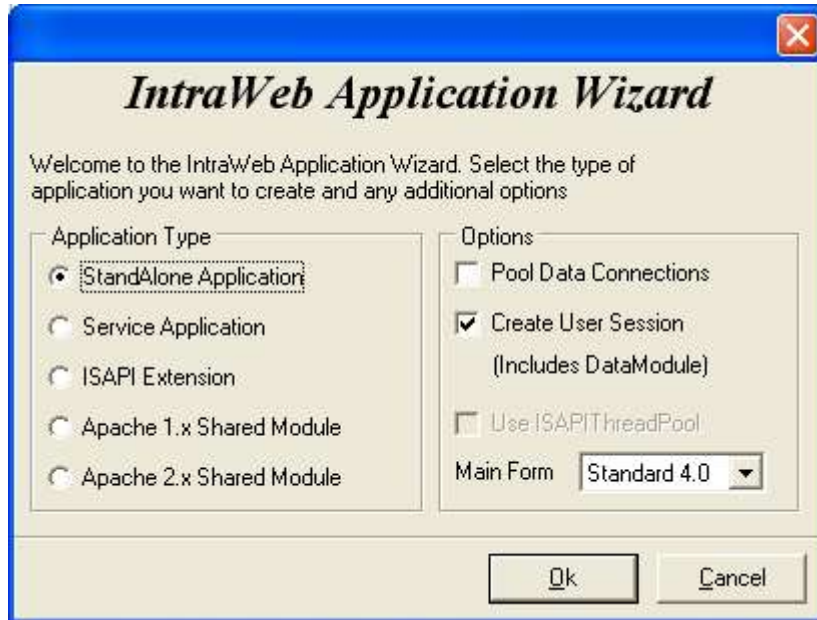 IntraWeb Application Wizard
Welcome to the IntraWeb Application Wizard. Select the type of
application you want to create and any additional options
Application Type
StandAlone Application
Service Application
ISAPI Extension
Apache 1.x Shared Module
Apache 2.x Shared Module
Options
Pool Data Connections
Create User Session
(Includes DataModule)
Use ISAPIThreadPool
Main Form Standard 4.0
Ok Cancel